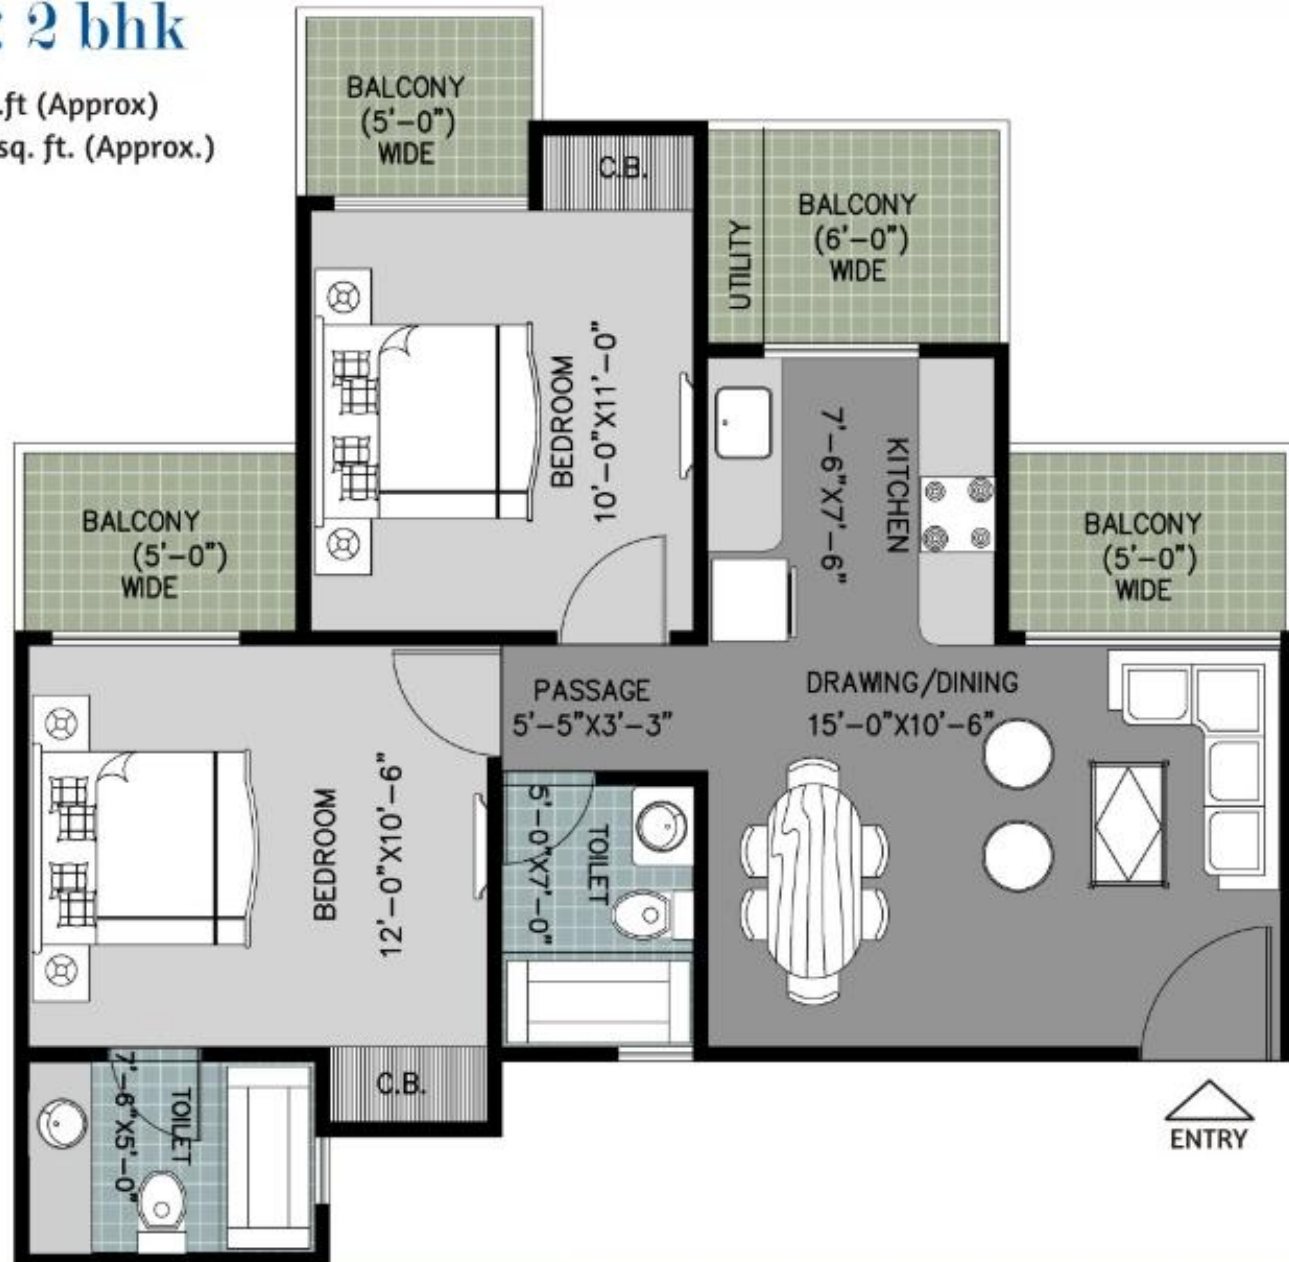 : 2 bhk
.ft (Approx)
sq. ft. (Approx.)
BALCONY
(5'-0")
WIDE
C.B.
UTILITY
BALCONY
(6'-0")
WIDE
BEDROOM
10'-0"X11'-0"
KITCHEN
7'-6"X7'-6"
BALCONY
(5'-0")
WIDE
BALCONY
(5'-0")
WIDE
PASSAGE
5'-5"X3'-3"
DRAWING/DINING
15'-0"X10'-6"
BEDROOM
12'-0"X10'-6"
TOILET
5'-0"X7'-0"
C.B.
TOILET
7'-6"X5'-0"
ENTRY